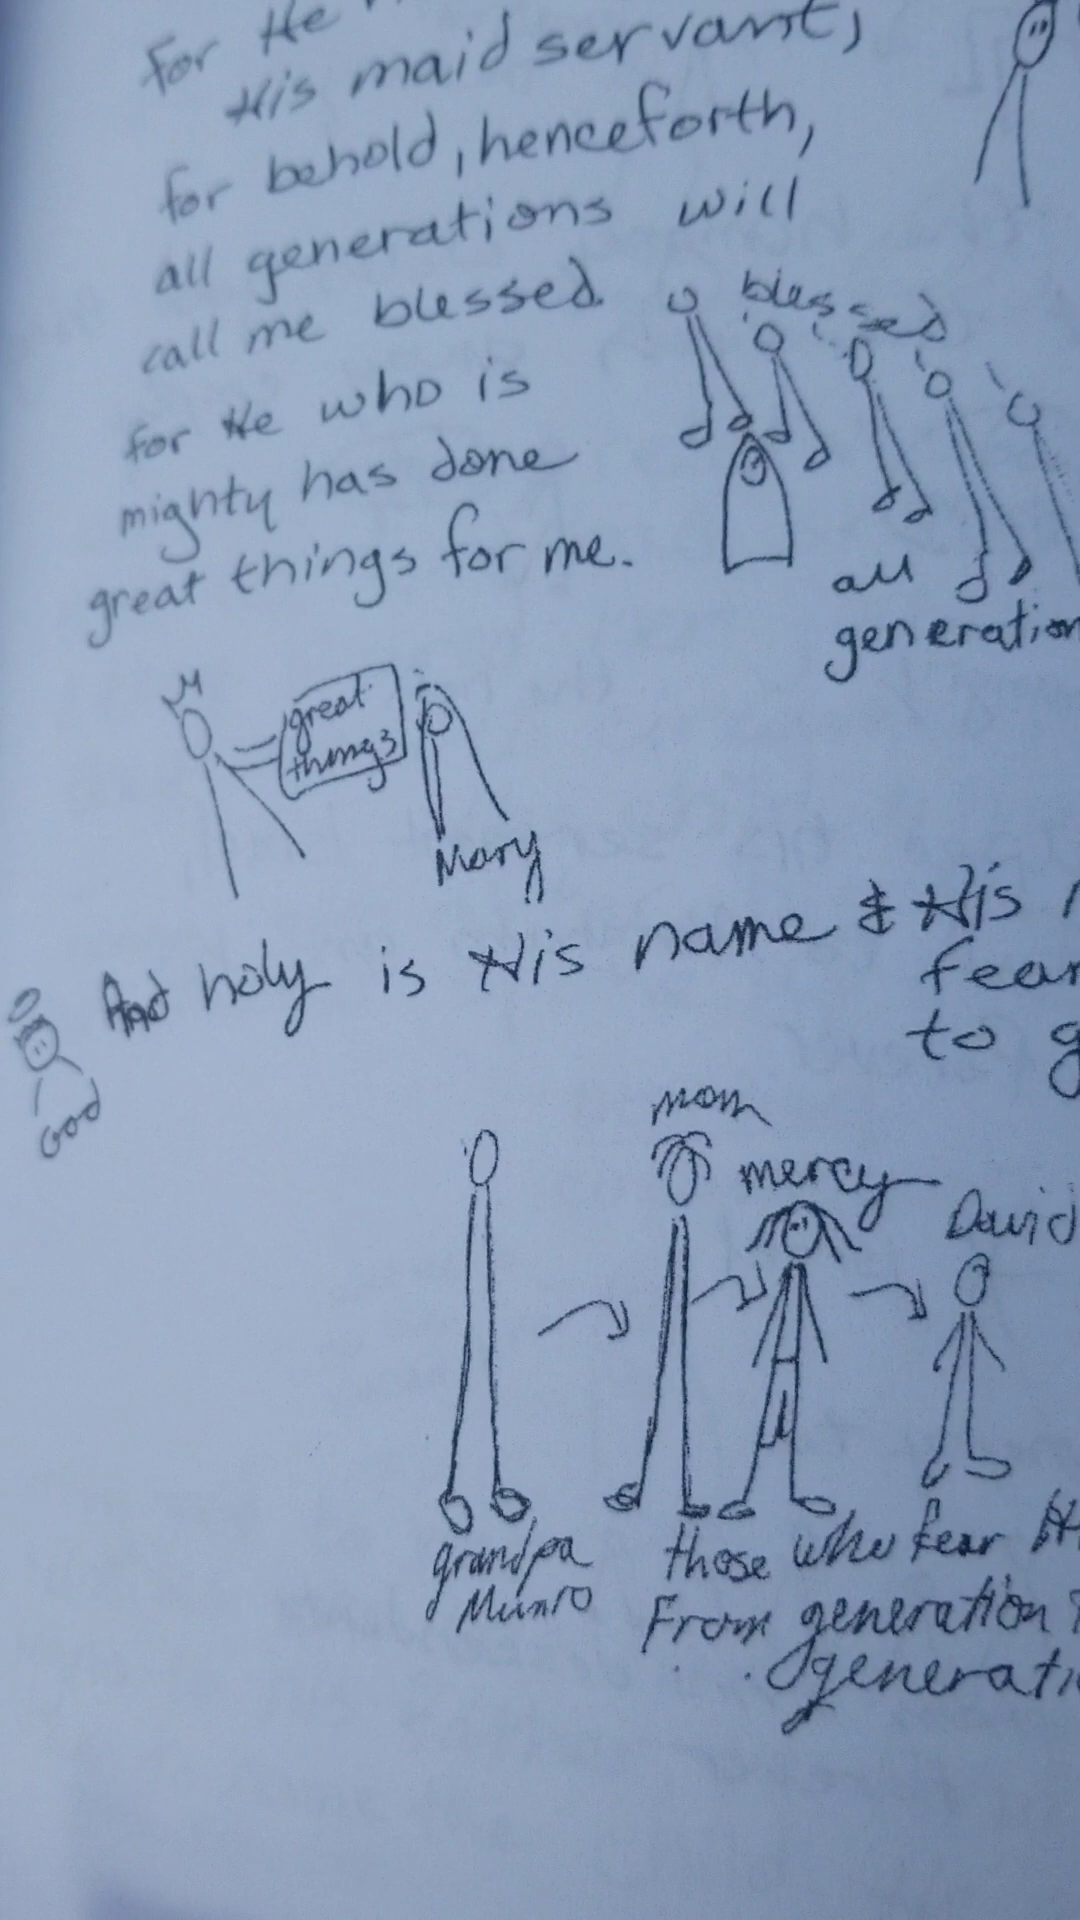 For He
His maid servant,
for behold, henceforth,
all generations will
call me blessed.
for He who is
mighty has done
great things for me.
blessed
all
generation
great
things
Mary
And holy is His name & His
fear
to g
God
mom
mercy
David
grandpa
Munro
those who fear H
From generation
generati